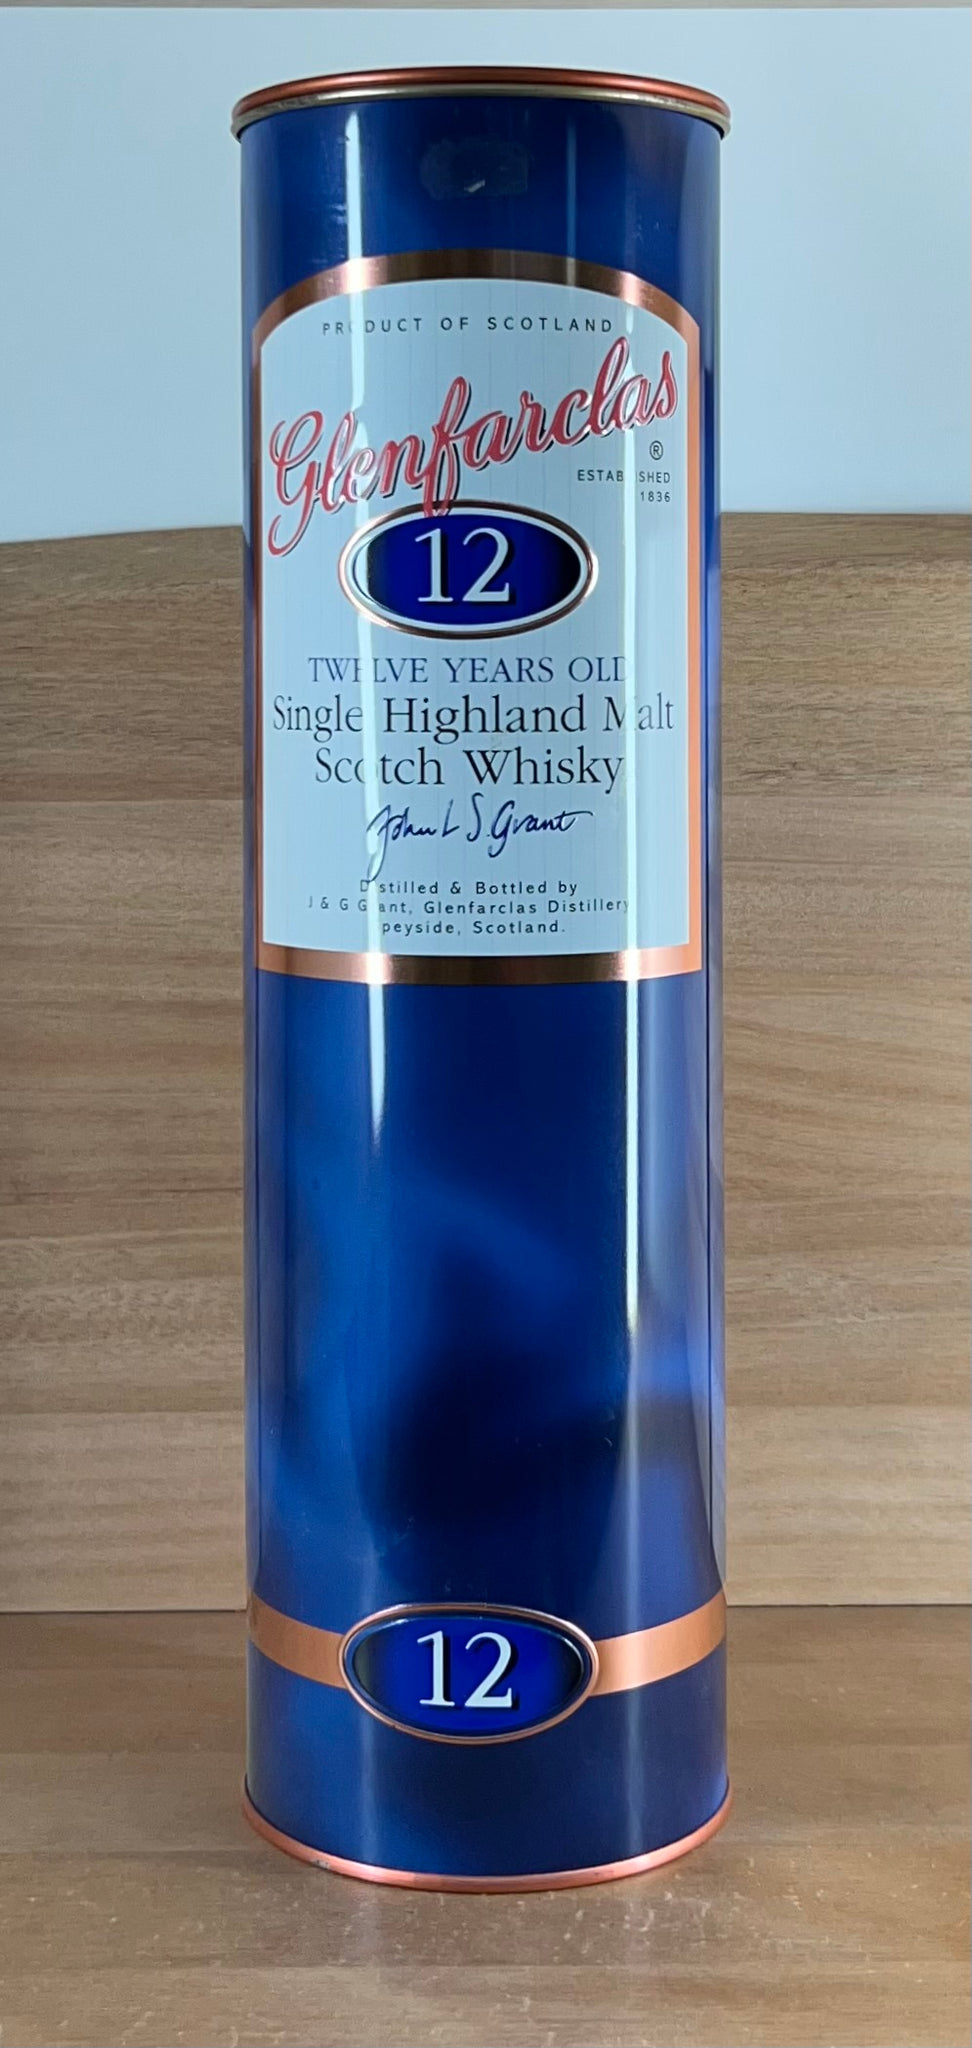 PRODUCT OF SCOTLAND
Glenfarclas
®
ESTABLISHED
1836
12
TWELVE YEARS OLD
Single Highland Malt
Scotch Whisky
John L S Grant
Distilled & Bottled by
J & G Grant, Glenfarclas Distillery
Speyside, Scotland.
12